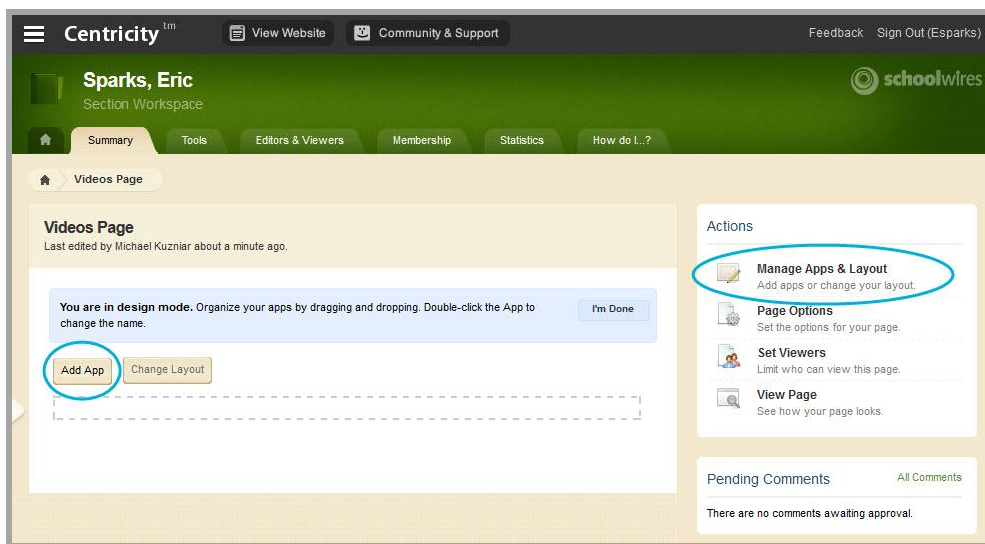 Centricity tm
View Website
Community & Support
Feedback
Sign Out (Esparks)
Sparks, Eric
Section Workspace
schoolwires
Summary
Tools
Editors & Viewers
Membership
Statistics
How do I...?
Videos Page
Videos Page
Last edited by Michael Kuzniar about a minute ago.
You are in design mode. Organize your apps by dragging and dropping. Double-click the App to
change the name.
I'm Done
Add App
Change Layout
Actions
Manage Apps & Layout
Add apps or change your layout.
Page Options
Set the options for your page.
Set Viewers
Limit who can view this page.
View Page
See how your page looks.
Pending Comments
All Comments
There are no comments awaiting approval.